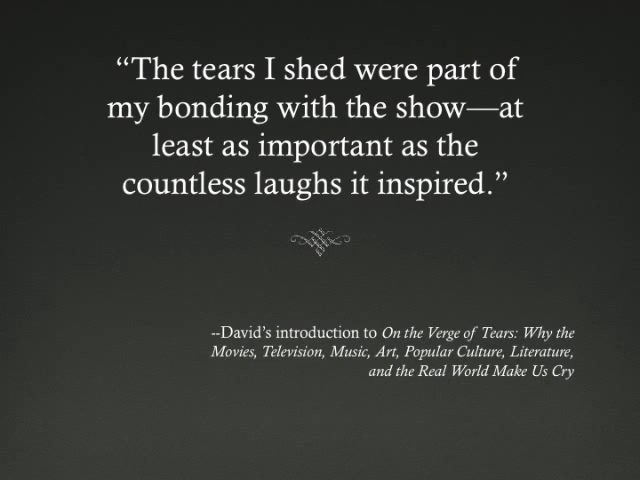 “The tears I shed were part of
my bonding with the show—at
least as important as the
countless laughs it inspired.”
--David’s introduction to On the Verge of Tears: Why the
Movies, Television, Music, Art, Popular Culture, Literature,
and the Real World Make Us Cry